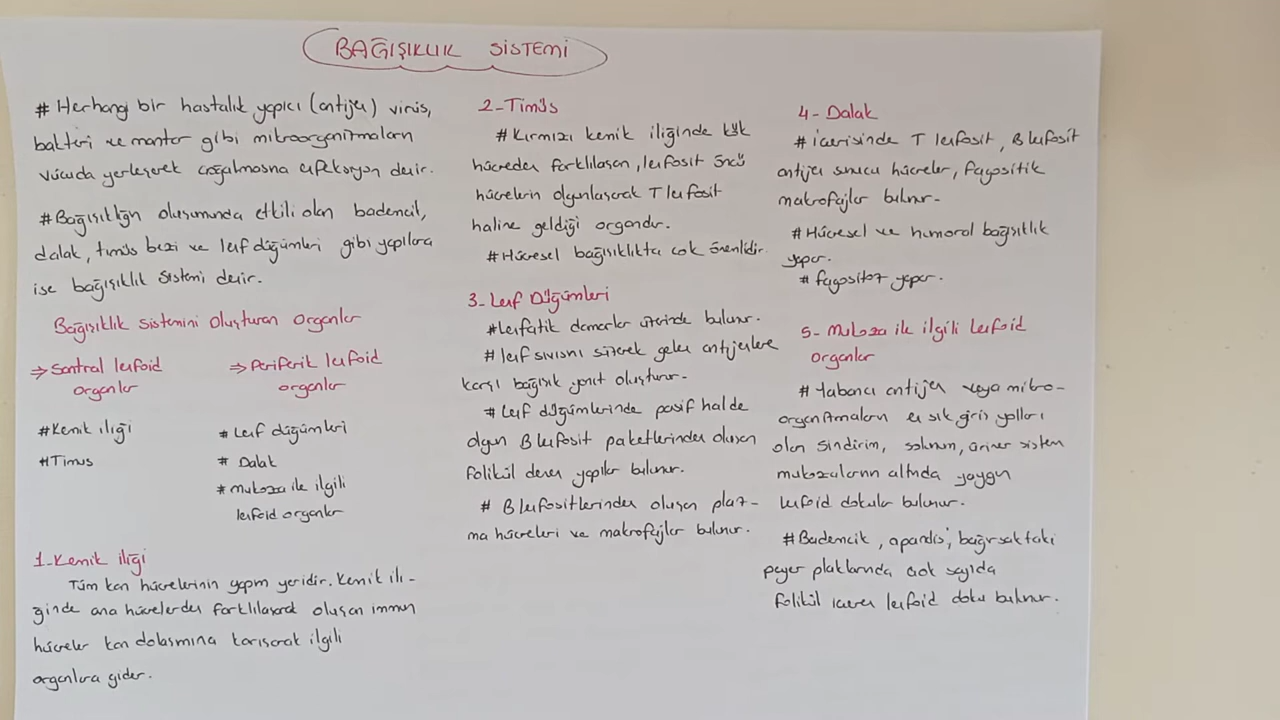 BAĞIŞIKLIK SİSTEMİ
# Herhangi bir hastalık yapıcı (antijen) virüs,
bakteri ve mantar gibi mikroorganizmaların
vücuda yerleşerek çoğalmasına enfeksiyon denir.
# Bağışıklığın oluşumunda etkili olan bademcik,
dalak, timüs bezi ve lenf düğümleri gibi yapılara
ise bağışıklık sistemi denir.
Bağışıklık sistemini oluşturan organlar
⇒ Santral lenfoid
organlar
# Kemik iliği
# Timus
⇒ Periferik lenfoid
organlar
# Lenf düğümleri
# Dalak
# Mukoza ile ilgili
lenfoid organlar
1-Kemik iliği
Tüm kan hücrelerinin yapım yeridir. Kemik ili-
ğinde ana hücrelerden farklılaşarak oluşan immun
hücreler kan dolaşımına karışarak ilgili
organlara gider.
2-Timüs
# Kırmızı kemik iliğinde kök
hücreden farklılaşan, lenfosit öncü
hücrelerin olgunlaşarak T lenfosit
haline geldiği organdır.
# Hücresel bağışıklıkta çok önemlidir.
3-Lenf Düğümleri
# Lenfatik damarlar üzerinde bulunur.
# lenf sıvısını süzerek gelen antijenlere
karşı bağışık yanıt oluşturur.
# Lenf düğümlerinde pasif halde
olgun B lenfosit paketlerinden oluşan
folikül denen yapılar bulunur.
# B lenfositlerinden oluşan plaz-
ma hücreleri ve makrofajlar bulunur.
4- Dalak
# içerisinde T lenfosit, B lenfosit
antijen sunucu hücreler, fagositik
makrofajlar bulunur.
# Hücresel ve humoral bağışıklık
yapar.
# fagositoz yapar.
5- Mukoza ile ilgili lenfoid
organlar
# Yabancı antijen veya mikro-
organizmaların en sık giriş yolları
olan sindirim, solunum, üriner sistem
mukozalarının altında yaygın
lenfoid dokular bulunur.
# Bademcik, apandis, bağırsaktaki
peyer plaklarında çok sayıda
folikül içeren lenfoid doku bulunur.